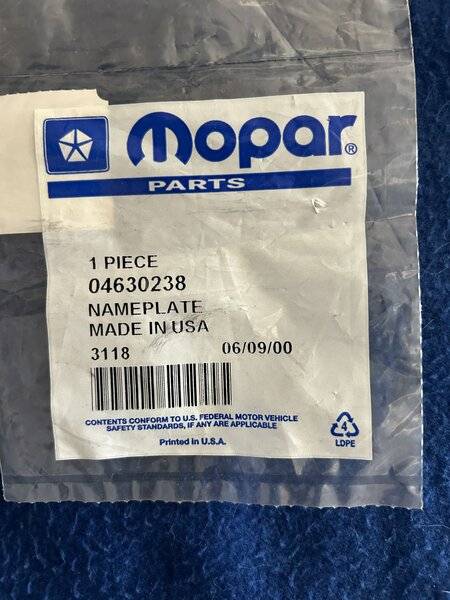 mopar®
PARTS
1 PIECE
04630238
NAMEPLATE
MADE IN USA
3118 06/09/00
CONTENTS CONFORM TO U.S. FEDERAL MOTOR VEHICLE
SAFETY STANDARDS, IF ANY ARE APPLICABLE
Printed in U.S.A.
4
LDPE